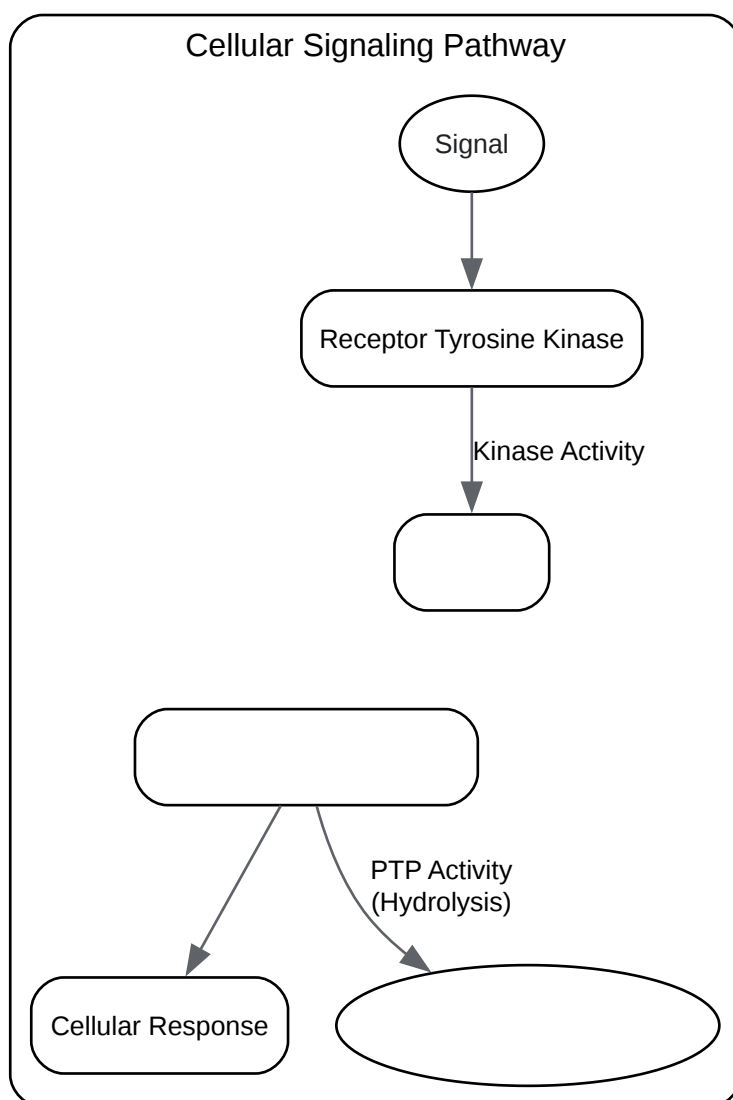 Cellular Signaling Pathway
Signal
Receptor Tyrosine Kinase
Kinase Activity
PTP Activity
(Hydrolysis)
Cellular Response